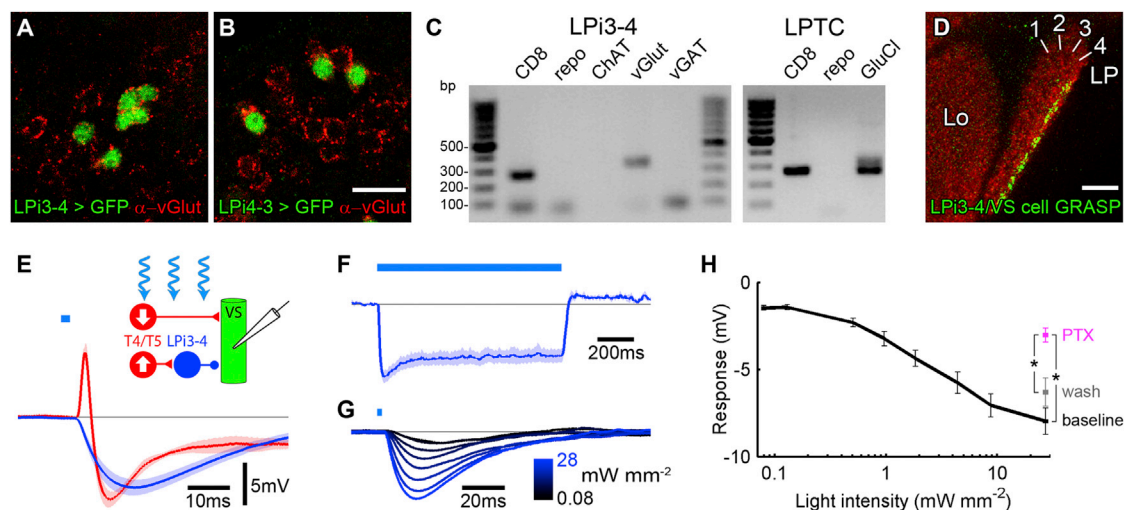 A
LPi3-4 > GFP α-vGlut
B
LPi4-3 > GFP α-vGlut
C
LPi3-4
CD8
repo
ChAT
vGlut
vGAT
bp
500-
300-
200-
100-
LPTC
CD8
repo
GluCl
D
1 2 3 4
LP
Lo
LPi3-4/VS cell GRASP
E
VS
T4/T5 LPi3-4
10ms
5mV
F
200ms
G
28
mW mm-2
0.08
20ms
H
0
-5
-10
Response (mV)
PTX
* *
wash
baseline
0.1 1 10
Light intensity (mW mm-2)